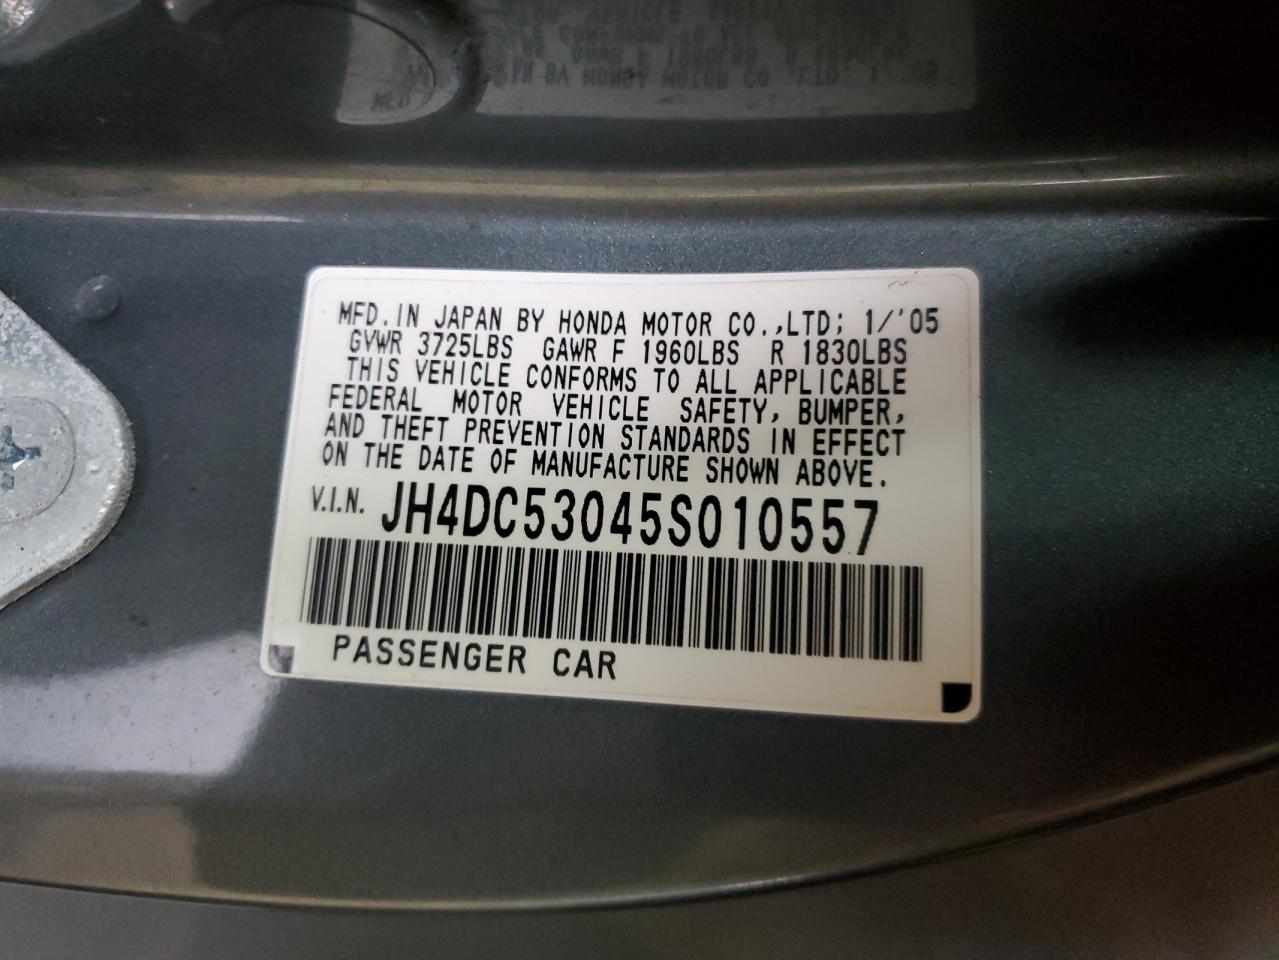 MFD. IN JAPAN BY HONDA MOTOR CO.,LTD; 1/'05
GVWR 3725LBS GAWR F 1960LBS R 1830LBS
THIS VEHICLE CONFORMS TO ALL APPLICABLE
FEDERAL MOTOR VEHICLE SAFETY, BUMPER,
AND THEFT PREVENTION STANDARDS IN EFFECT
ON THE DATE OF MANUFACTURE SHOWN ABOVE.
V.I.N. JH4DC53045S010557
PASSENGER CAR